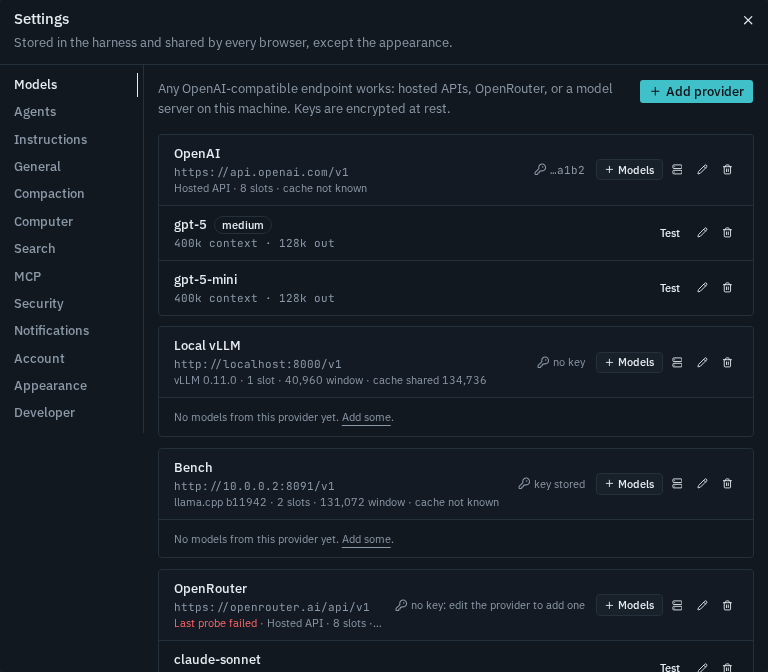 Settings
Stored in the harness and shared by every browser, except the appearance.
Models
Agents
Instructions
General
Compaction
Computer
Search
MCP
Security
Notifications
Account
Appearance
Developer
Any OpenAI-compatible endpoint works: hosted APIs, OpenRouter, or a model
server on this machine. Keys are encrypted at rest.
+ Add provider
OpenAI
https://api.openai.com/v1
Hosted API · 8 slots · cache not known
…a1b2
+ Models
gpt-5 medium
400k context · 128k out
Test
gpt-5-mini
400k context · 128k out
Test
Local vLLM
http://localhost:8000/v1
vLLM 0.11.0 · 1 slot · 40,960 window · cache shared 134,736
no key
+ Models
No models from this provider yet. Add some.
Bench
http://10.0.0.2:8091/v1
llama.cpp b11942 · 2 slots · 131,072 window · cache not known
key stored
+ Models
No models from this provider yet. Add some.
OpenRouter
https://openrouter.ai/api/v1
Last probe failed · Hosted API · 8 slots ·…
no key: edit the provider to add one
+ Models
claude-sonnet
Test